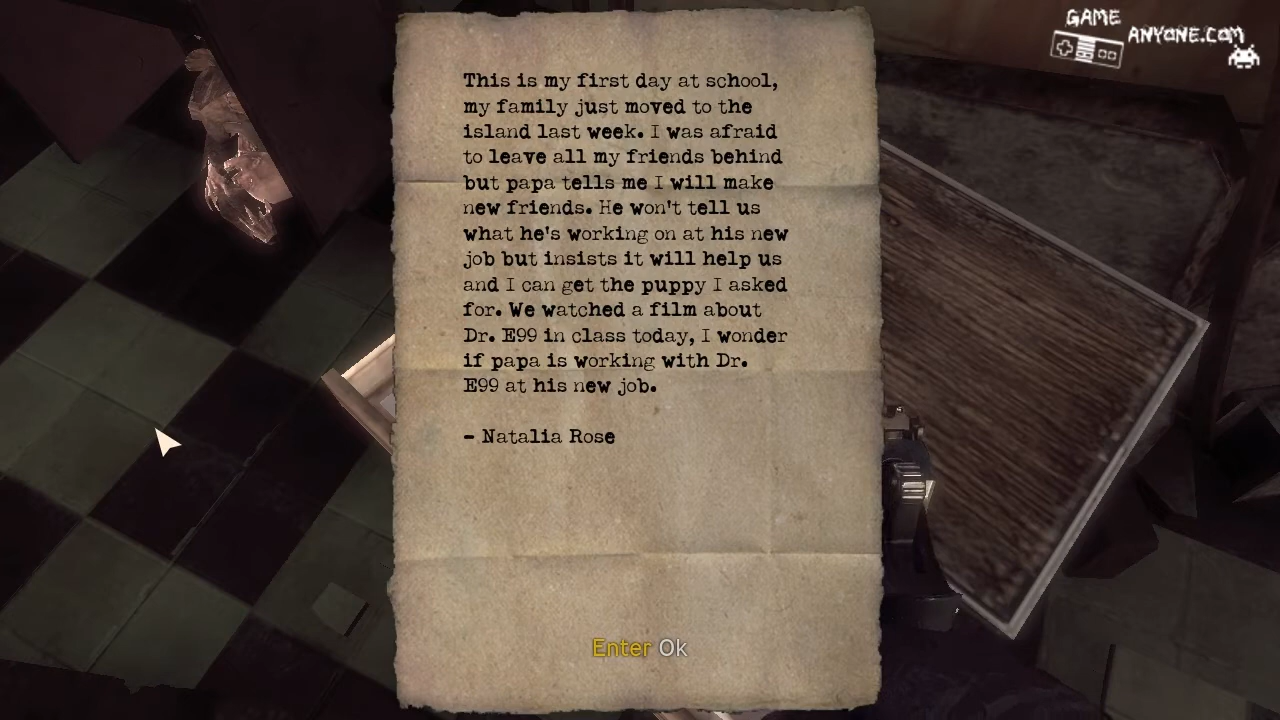 GAME
ANYONE.COM
This is my first day at school,
my family just moved to the
island last week. I was afraid
to leave all my friends behind
but papa tells me I will make
new friends. He won't tell us
what he's working on at his new
job but insists it will help us
and I can get the puppy I asked
for. We watched a film about
Dr. E99 in class today, I wonder
if papa is working with Dr.
E99 at his new job.
- Natalia Rose
Enter Ok